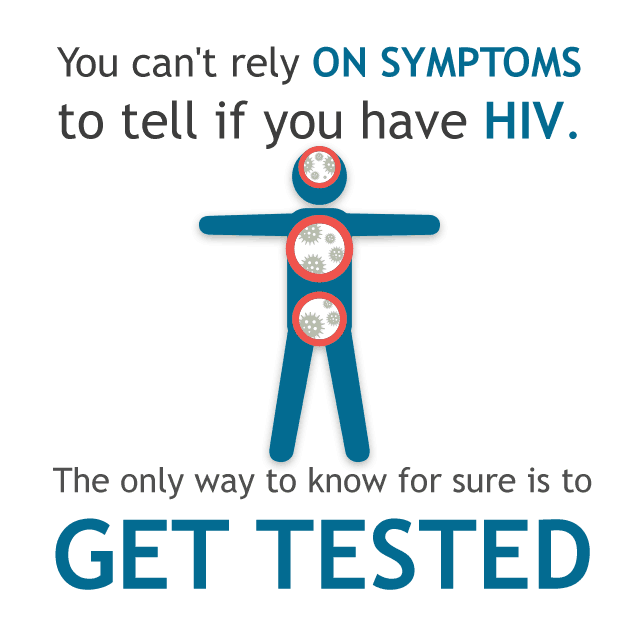 You can't rely ON SYMPTOMS
to tell if you have HIV.
The only way to know for sure is to
GET TESTED